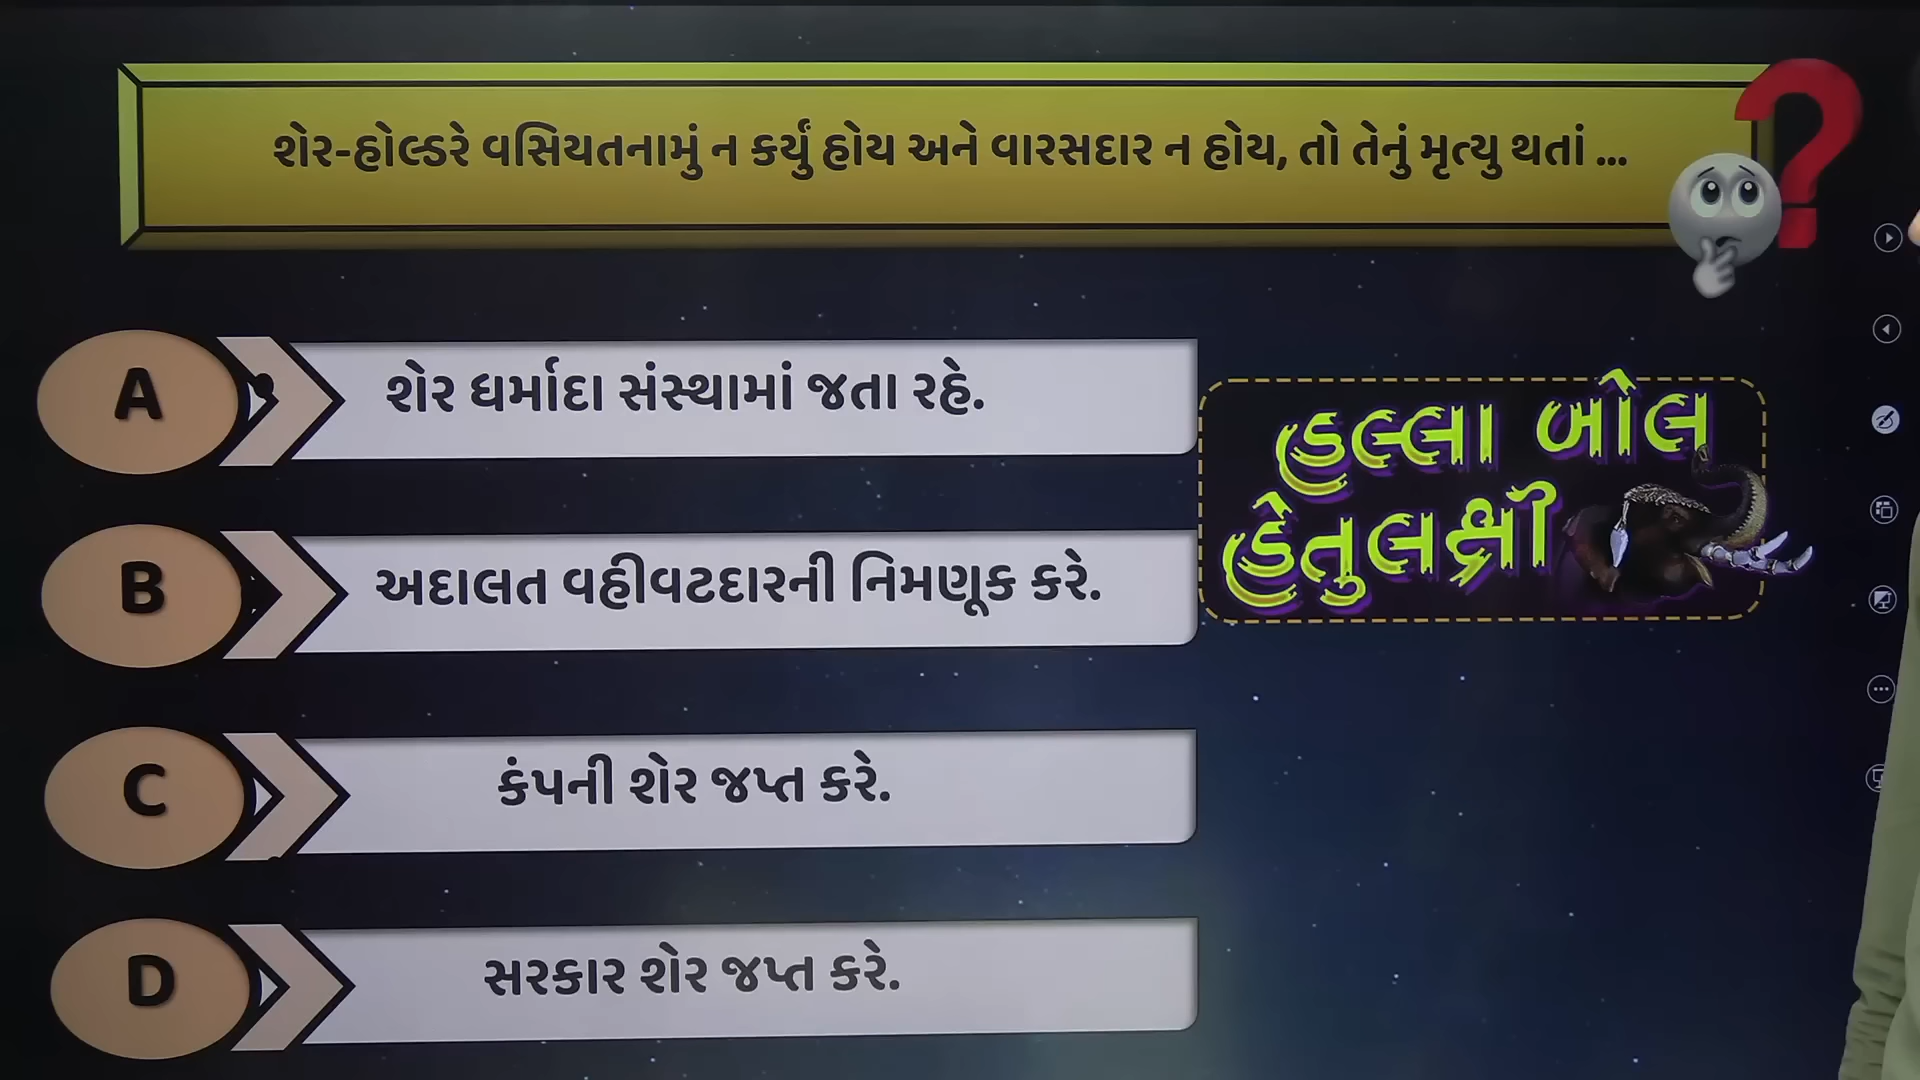 શેર-હોલ્ડરે વસિયતનામું ન કર્યું હોય અને વારસદાર ન હોય, તો તેનું મૃત્યુ થતાં ...
A શેર ધર્માદા સંસ્થામાં જતા રહે.
B અદાલત વહીવટદારની નિમણૂક કરે.
C કંપની શેર જપ્ત કરે.
D સરકાર શેર જપ્ત કરે.
હલ્લા બોલ
હેતુલક્ષી